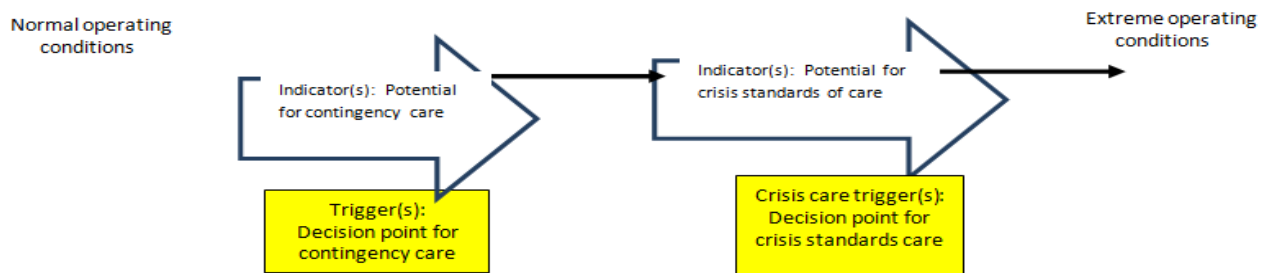 Normal operating
conditions
Indicator(s): Potential
for contingency care
Trigger(s):
Decision point for
contingency care
Indicator(s): Potential for
crisis standards of care
Crisis care trigger(s):
Decision point for
crisis standards care
Extreme operating
conditions